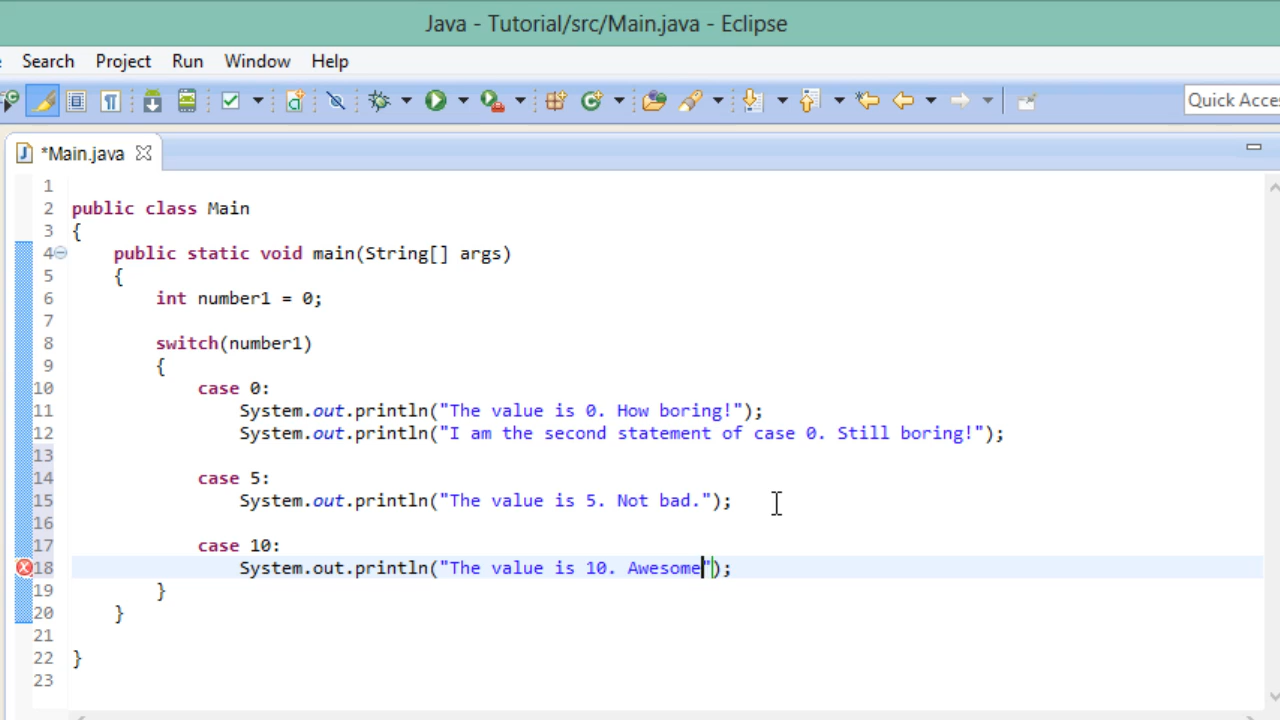 Java - Tutorial/src/Main.java - Eclipse
Search Project Run Window Help
Quick Acce
*Main.java
1
2 public class Main
3 {
4 public static void main(String[] args)
5 {
6 int number1 = 0;
7
8 switch(number1)
9 {
10 case 0:
11 System.out.println("The value is 0. How boring!");
12 System.out.println("I am the second statement of case 0. Still boring!");
13
14 case 5:
15 System.out.println("The value is 5. Not bad.");
16
17 case 10:
18 System.out.println("The value is 10. Awesome");
19 }
20 }
21
22 }
23